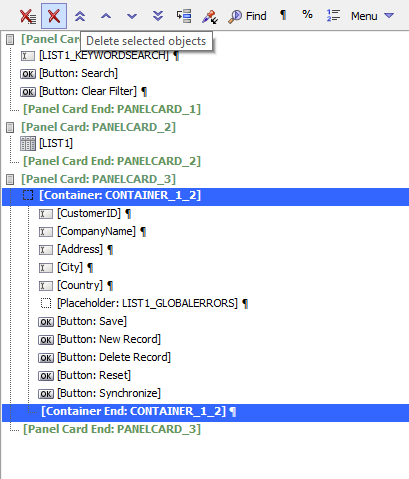 Find ¶ % Menu
Delete selected objects
[Panel Card:
[LIST1_KEYWORDSEARCH] ¶
OK [Button: Search]
OK [Button: Clear Filter] ¶
[Panel Card End: PANELCARD_1]
[Panel Card: PANELCARD_2]
[LIST1]
[Panel Card End: PANELCARD_2]
[Panel Card: PANELCARD_3]
[Container: CONTAINER_1_2]
[CustomerID] ¶
[CompanyName] ¶
[Address] ¶
[City] ¶
[Country] ¶
[Placeholder: LIST1_GLOBALERRORS] ¶
OK [Button: Save]
OK [Button: New Record]
OK [Button: Delete Record]
OK [Button: Reset]
OK [Button: Synchronize]
[Container End: CONTAINER_1_2] ¶
[Panel Card End: PANELCARD_3]